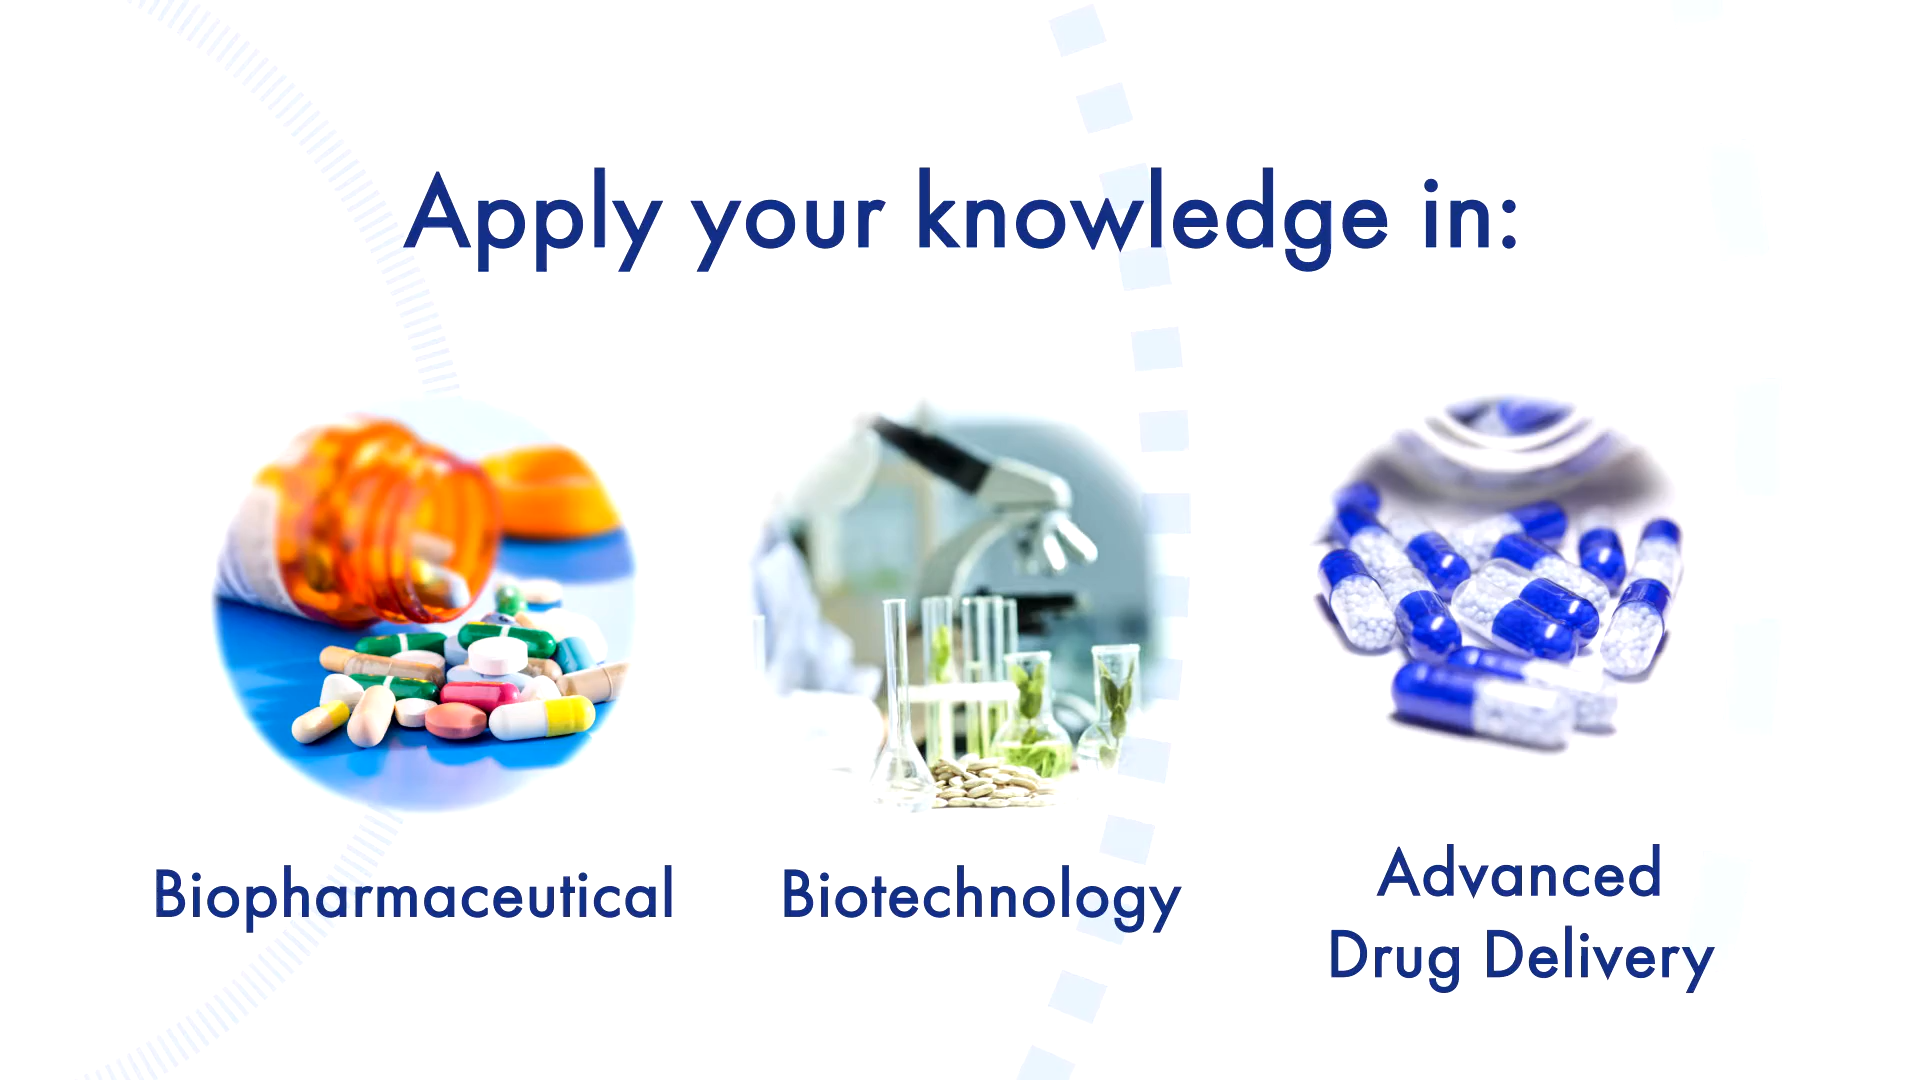 Apply your knowledge in:
Biopharmaceutical
Biotechnology
Advanced
Drug Delivery